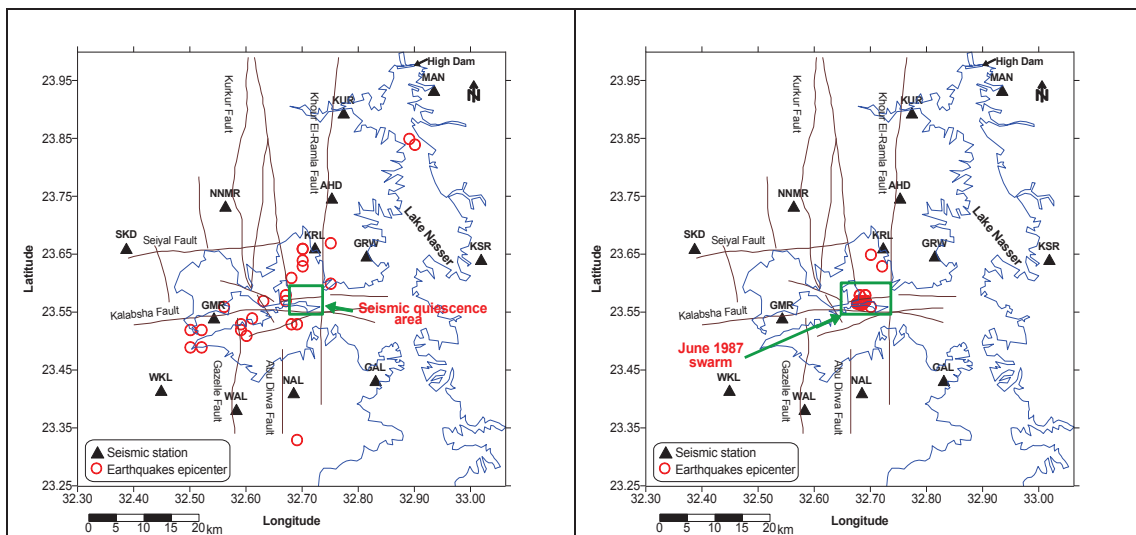 High Dam
MAN
23.95
Kurkur Fault
Khour El-Ramla Fault
KUR
N
23.85
AHD
23.75
NNMR
Lake Nasser
SKD
Seiyal Fault
KRL
GRW
KSR
23.65
Latitude
GMR
Seismic quiescence
area
23.55
Kalabsha Fault
23.45
WKL
GAL
NAL
WAL
Gazelle Fault
Abu Dirwa Fault
23.35
Seismic station
Earthquakes epicenter
23.25
32.30 32.40 32.50 32.60 32.70 32.80 32.90 33.00
Longitude
0 5 10 15 20 km
High Dam
MAN
23.95
Kurkur Fault
Khour El-Ramla Fault
KUR
N
23.85
AHD
23.75
NNMR
Lake Nasser
SKD
Seiyal Fault
KRL
GRW
KSR
23.65
Latitude
GMR
23.55
Kalabsha Fault
June 1987
swarm
23.45
WKL
GAL
NAL
WAL
Gazelle Fault
Abu Dirwa Fault
23.35
Seismic station
Earthquakes epicenter
23.25
32.30 32.40 32.50 32.60 32.70 32.80 32.90 33.00
Longitude
0 5 10 15 20 km